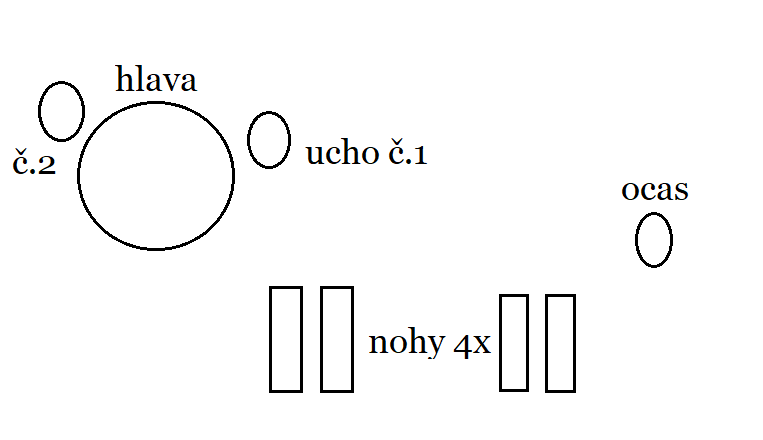 hlava
č.2
ucho č.1
ocas
nohy 4x